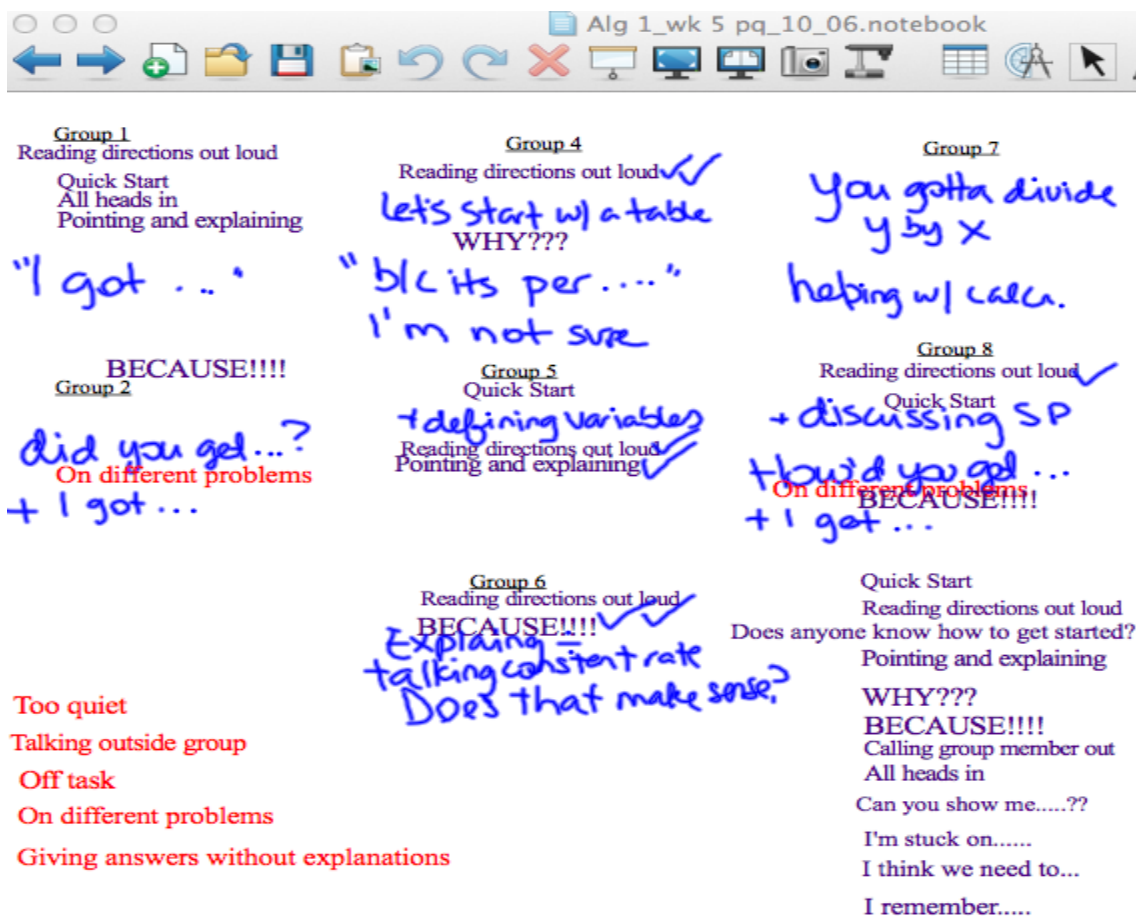 Alg 1_wk 5 pq_10_06.notebook
Group 1
Reading directions out loud
Quick Start
All heads in
Pointing and explaining
"I got ..."
BECAUSE!!!!
Group 2
did you get...?
On different problems
+ I got ...
Group 4
Reading directions out loud
Let's start w/ a table
WHY???
"b/c its per ...."
I'm not sure
Group 5
Quick Start
+ defining variables
Reading directions out loud
Pointing and explaining
Group 6
Reading directions out loud
BECAUSE!!!!
Explaing =
talking constent rate
Does that make sense?
Group 7
You gotta divide
y by x
helping w/ calcu.
Group 8
Reading directions out loud
Quick Start
+ discussing SP
+ how'd you get ...
On different problems
BECAUSE!!!!
+ I got ...
Too quiet
Talking outside group
Off task
On different problems
Giving answers without explanations
Quick Start
Reading directions out loud
Does anyone know how to get started?
Pointing and explaining
WHY???
BECAUSE!!!!
Calling group member out
All heads in
Can you show me.....??
I'm stuck on......
I think we need to...
I remember.....